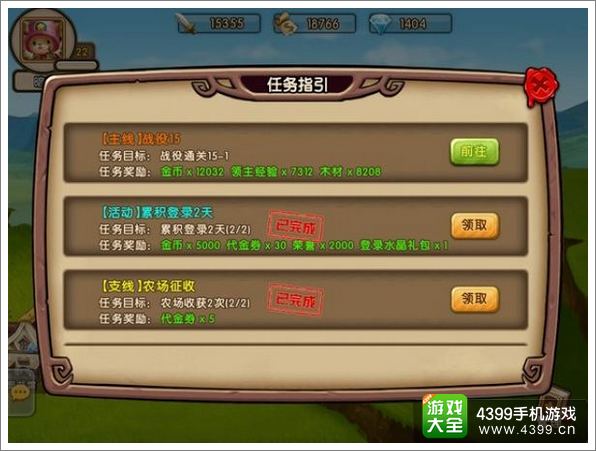 15355 18766 1404
22
任务指引
【主线】战役15
任务目标：战役通关15-1
前往
任务奖励：金币 x 12032 领主经验 x 7312 木材 x 8208
【活动】累积登录2天
任务目标：累积登录2天(2/2)
已完成
领取
任务奖励：金币 x 5000 代金券 x 30 荣誉 x 2000 登录水晶礼包 x 1
【支线】农场征收
任务目标：农场收获2次(2/2)
已完成
领取
任务奖励：代金券 x 5
游戏大全
4399手机游戏
www.4399.cn